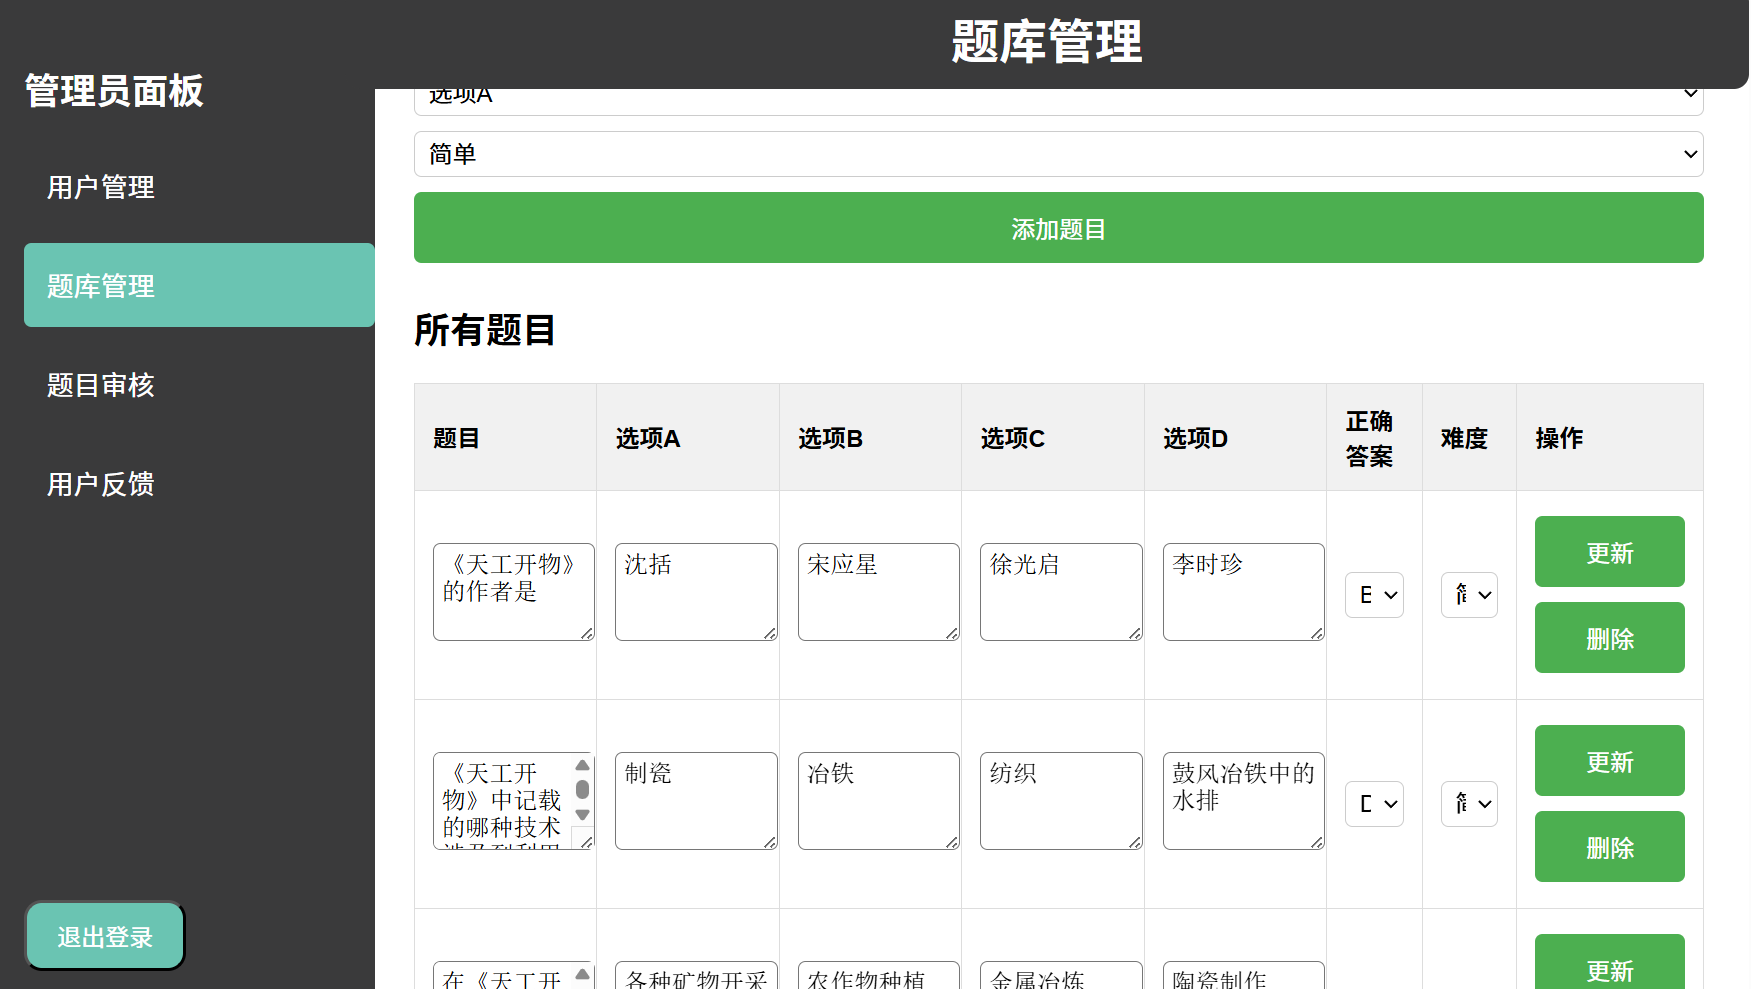 题库管理
管理员面板
用户管理
题库管理
题目审核
用户反馈
退出登录
选项A
简单
添加题目
所有题目
题目 选项A 选项B 选项C 选项D 正确答案 难度 操作
《天工开物》
的作者是
沈括
宋应星
徐光启
李时珍
B
更新
删除
《天工开
物》中记载
的哪种技术
涉及到利用
制瓷
冶铁
纺织
鼓风冶铁中的
水排
D
更新
删除
在《天工开
各种矿物开采
农作物种植
金属冶炼
陶瓷制作
更新